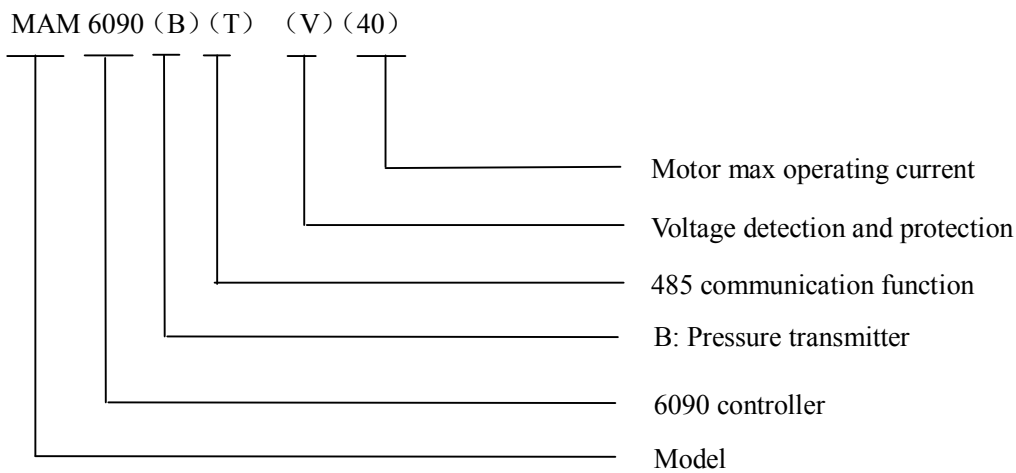 MAM 6090（B）（T） （V）（40）
Motor max operating current
Voltage detection and protection
485 communication function
B: Pressure transmitter
6090 controller
Model